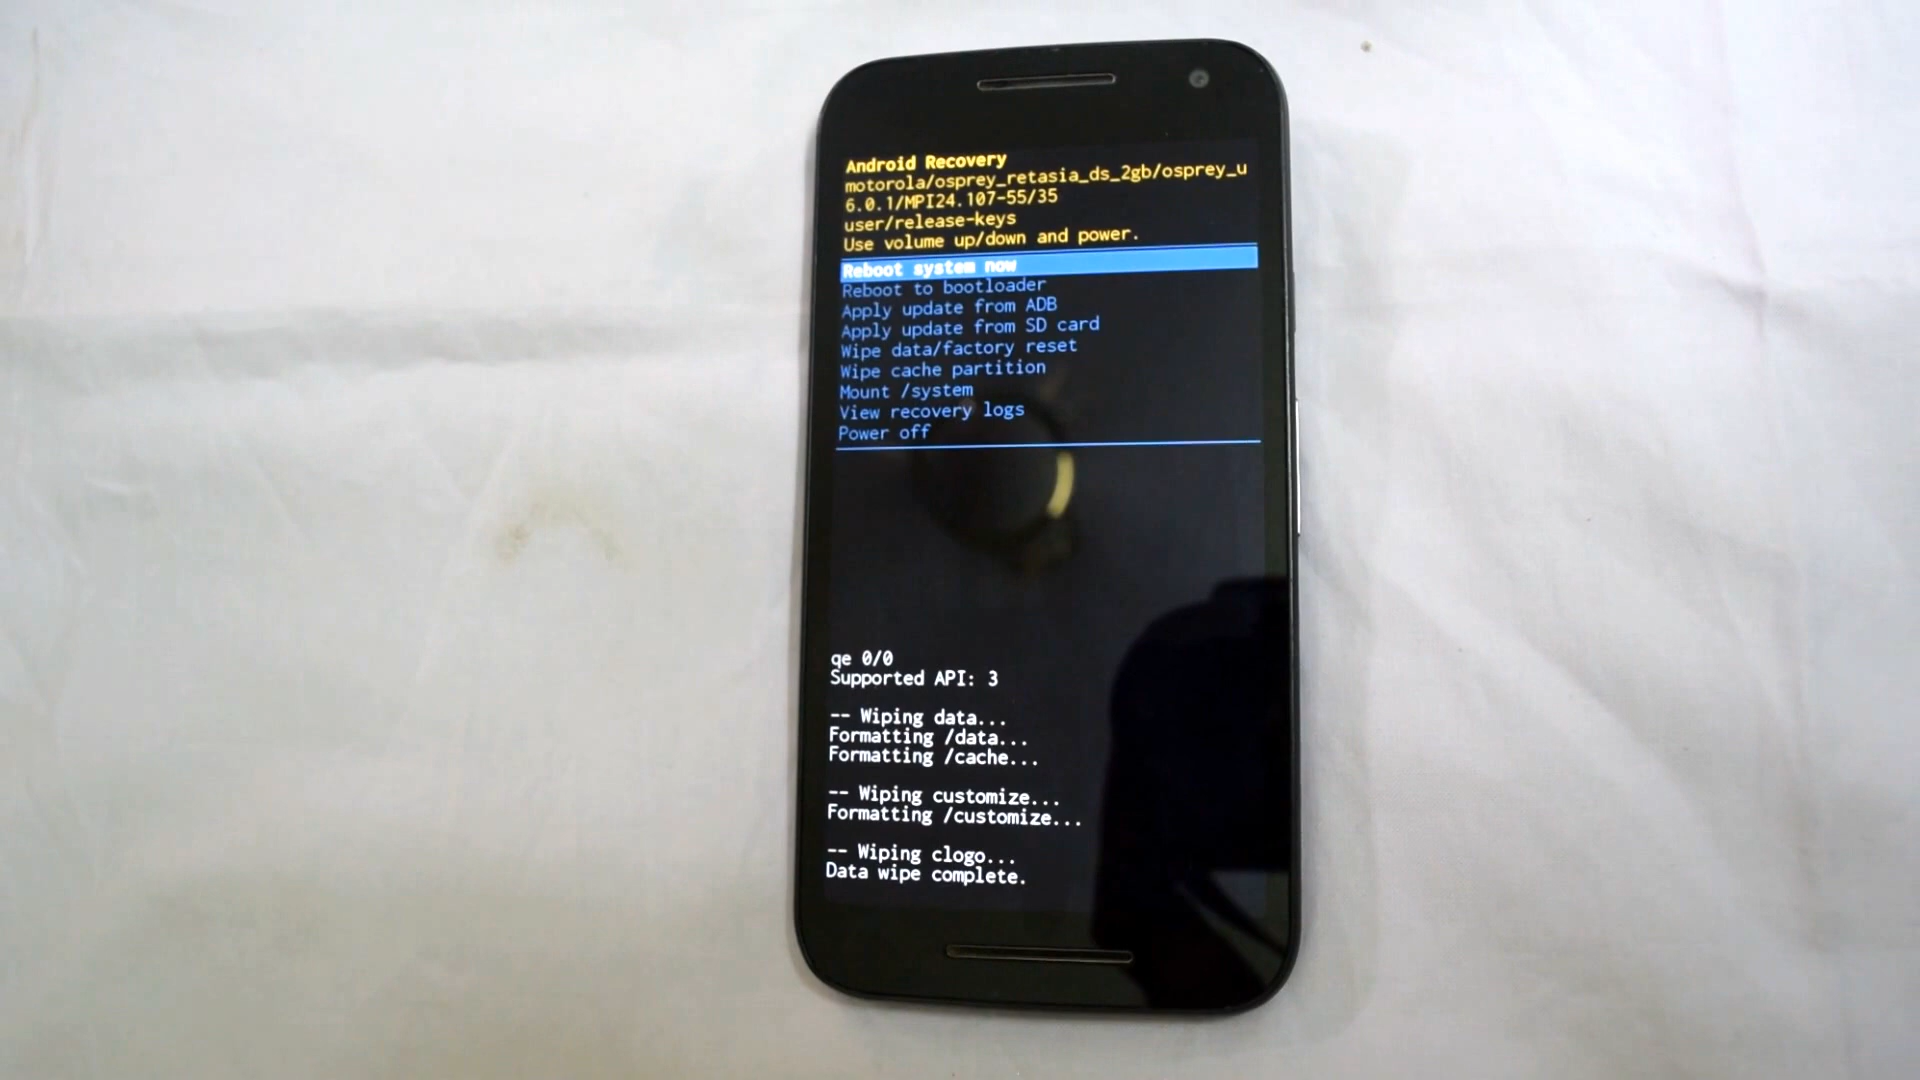 Android Recovery
motorola/osprey_retasia_ds_2gb/osprey_u
6.0.1/MPI24.107-55/35
user/release-keys
Use volume up/down and power.
Reboot system now
Reboot to bootloader
Apply update from ADB
Apply update from SD card
Wipe data/factory reset
Wipe cache partition
Mount /system
View recovery logs
Power off
qe 0/0
Supported API: 3
-- Wiping data...
Formatting /data...
Formatting /cache...
-- Wiping customize...
Formatting /customize...
-- Wiping clogo...
Data wipe complete.